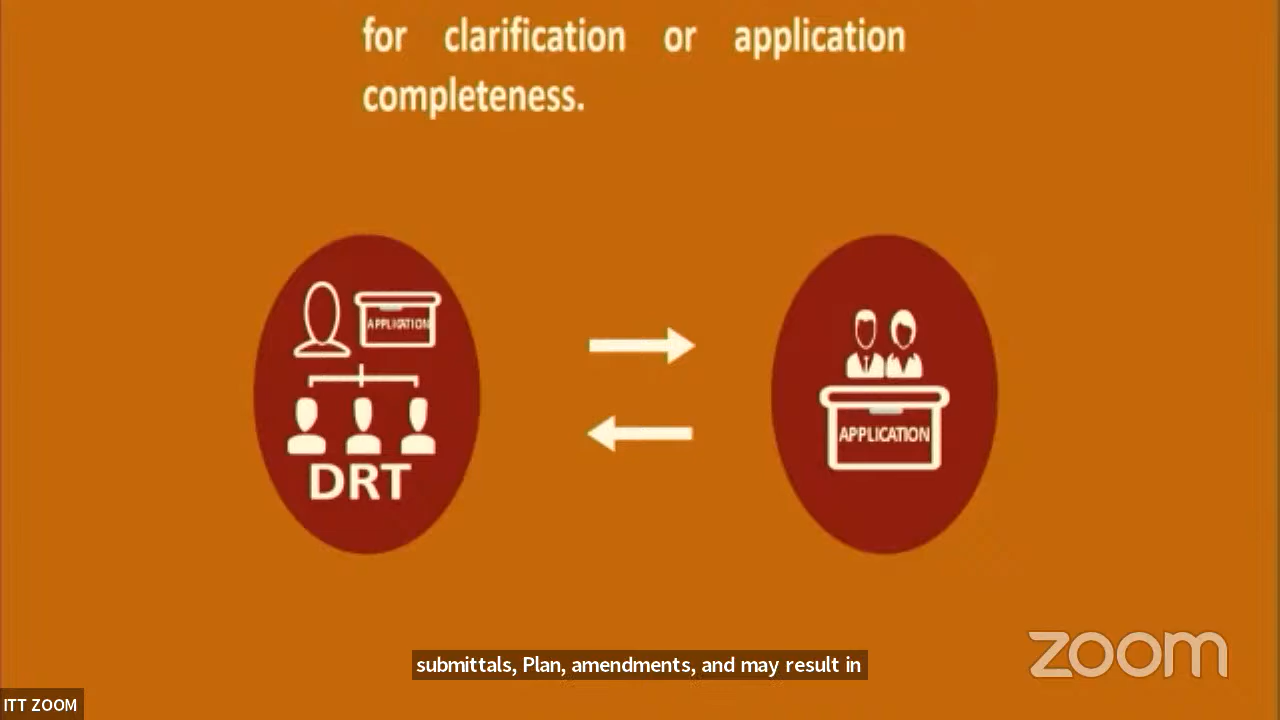 for clarification or application
completeness.
APPLICATION
DRT
APPLICATION
submittals, Plan, amendments, and may result in
zoom
ITT ZOOM